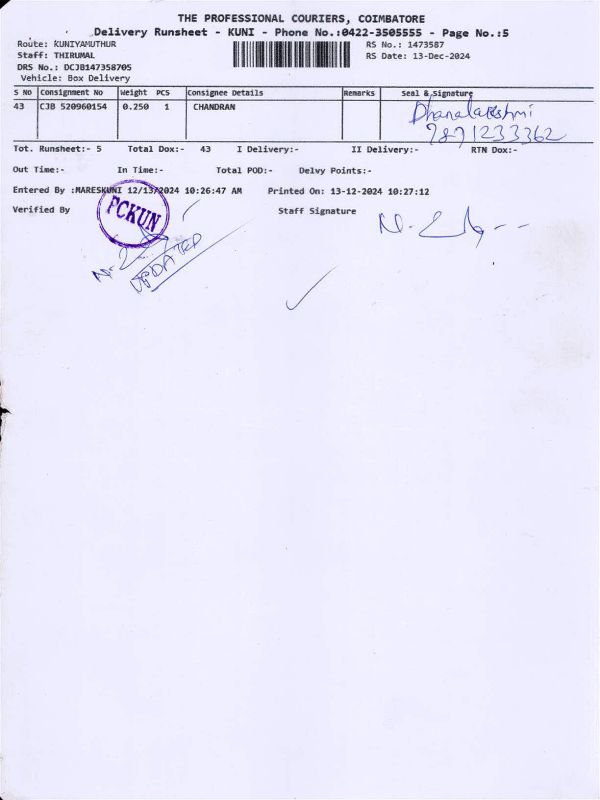 THE PROFESSIONAL COURIERS, COIMBATORE
Delivery Runsheet - KUNI - Phone No.:0422-3505555 - Page No.:5
Route: KUNIYAMUTHUR
RS No.: 1473587
Staff: THIRUMAL
RS Date: 13-Dec-2024
DRS No.: DCJB147358705
Vehicle: Box Delivery
S NO Consignment No Weight PCS Consignee Details Remarks Seal & Signature
43 CJB 520960154 0.250 1 CHANDRAN Dhanalakshmi
9871233362
Tot. Runsheet:- 5 Total Dox:- 43 I Delivery:- II Delivery:- RTN Dox:-
Out Time:- In Time:- Total POD:- Delvy Points:-
Entered By :MARESKUNI 12/13/2024 10:26:47 AM Printed On: 13-12-2024 10:27:12
Verified By Staff Signature
PCKUN
UPDATED